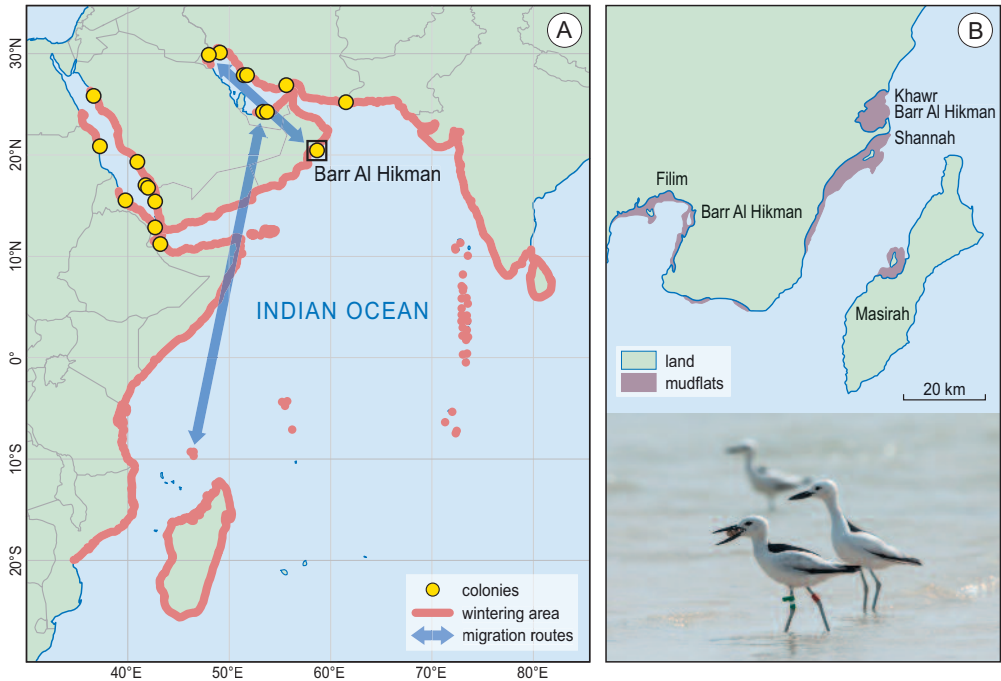 A
30°N
20°N
10°N
0°
10°S
20°S
40°E
50°E
60°E
70°E
80°E
Barr Al Hikman
INDIAN OCEAN
colonies
wintering area
migration routes
B
Khawr
Barr Al Hikman
Shannah
Filim
Barr Al Hikman
Masirah
land
mudflats
20 km